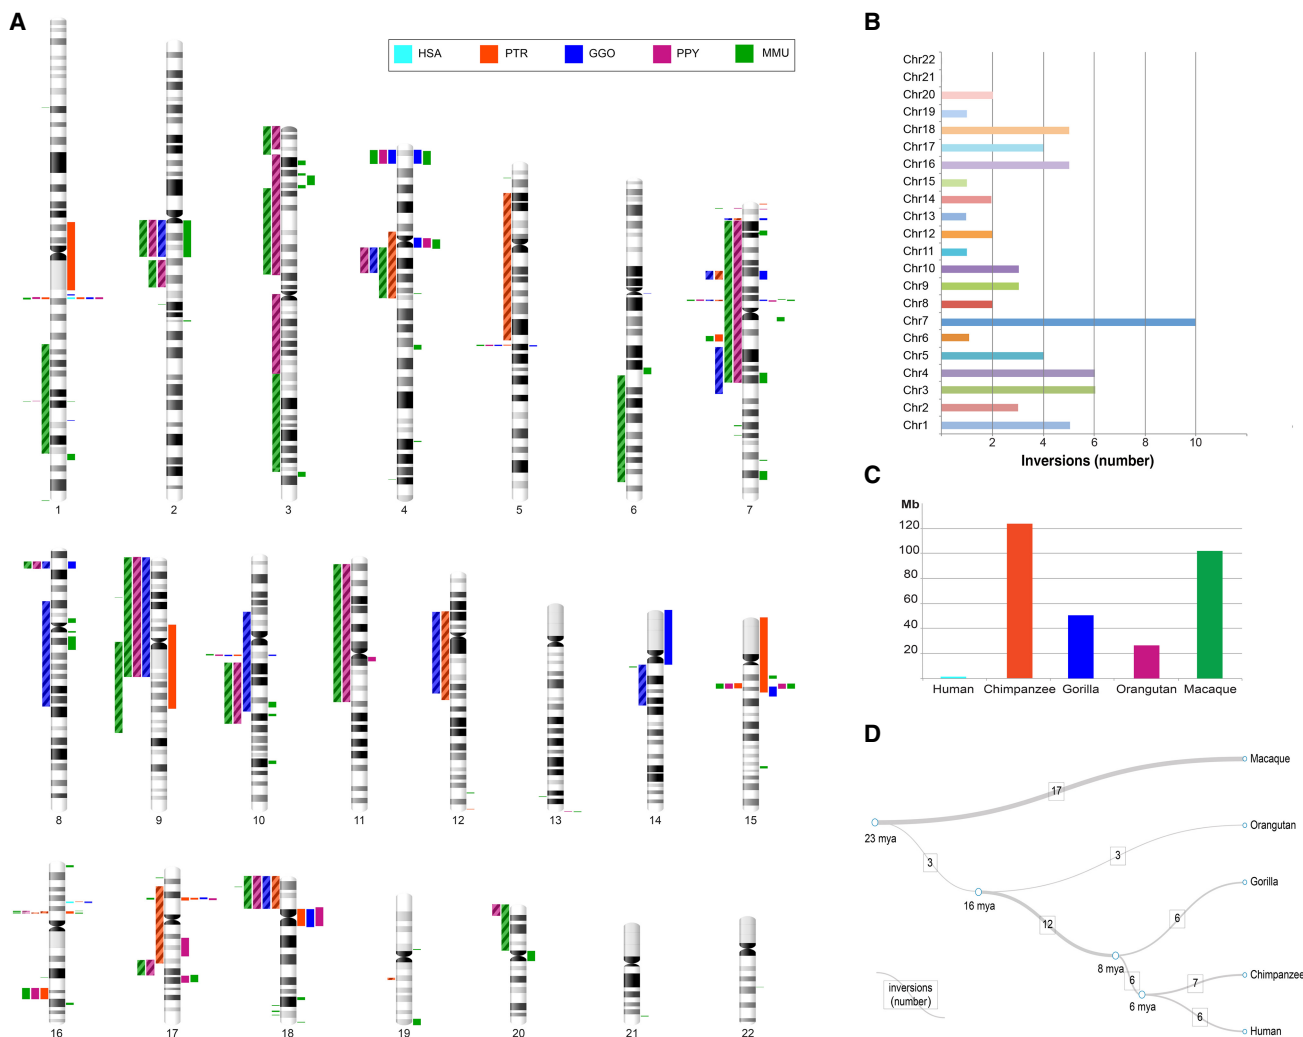 A
HSA PTR GGO PPY MMU
1 2 3 4 5 6 7
8 9 10 11 12 13 14 15
16 17 18 19 20 21 22
B
Chr22
Chr21
Chr20
Chr19
Chr18
Chr17
Chr16
Chr15
Chr14
Chr13
Chr12
Chr11
Chr10
Chr9
Chr8
Chr7
Chr6
Chr5
Chr4
Chr3
Chr2
Chr1
2 4 6 8 10
Inversions (number)
C
Mb
120
100
80
60
40
20
Human Chimpanzee Gorilla Orangutan Macaque
D
Macaque
17
Orangutan
23 mya
3
3
Gorilla
16 mya
6
12
8 mya
Chimpanzee
6
7
inversions
(number)
6 mya
6
Human